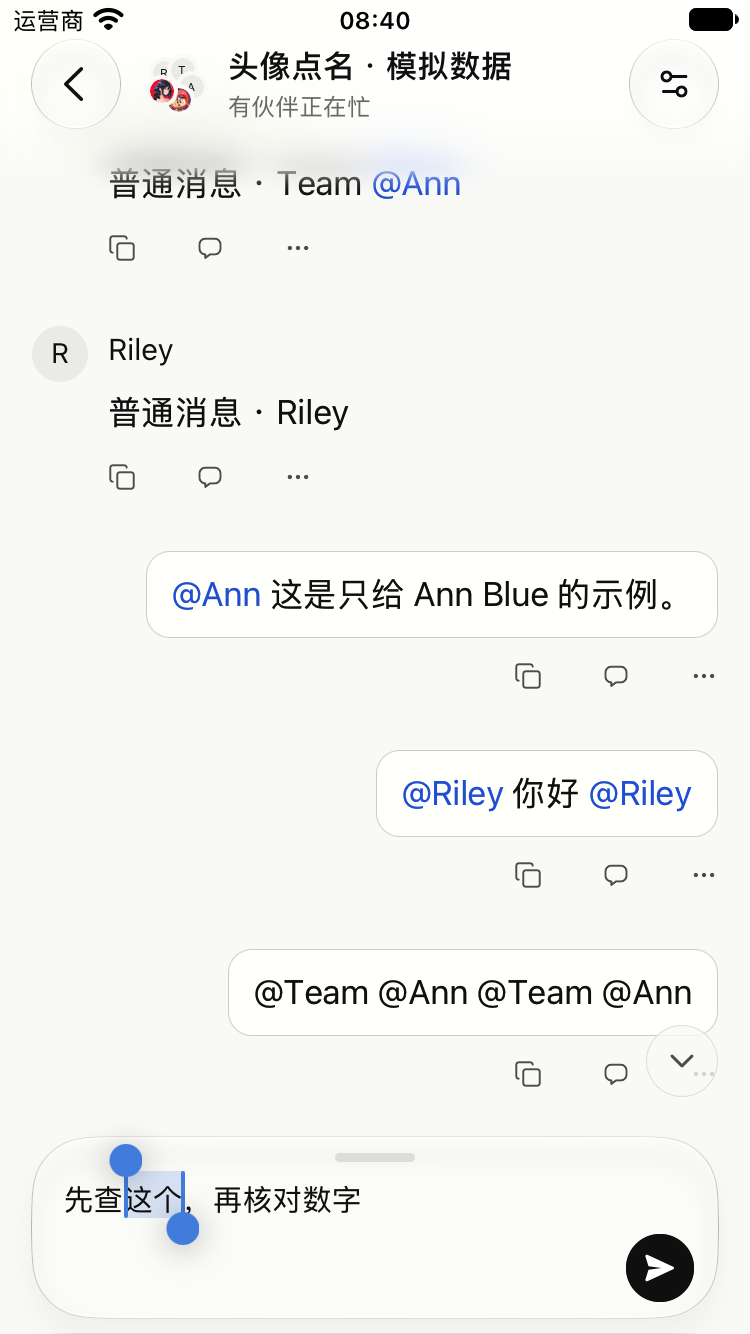 运营商
08:40
R
T
A
头像点名 · 模拟数据
有伙伴正在忙
普通消息 · Team @Ann
R
Riley
普通消息 · Riley
@Ann 这是只给 Ann Blue 的示例。
@Riley 你好 @Riley
@Team @Ann @Team @Ann
先查这个，再核对数字